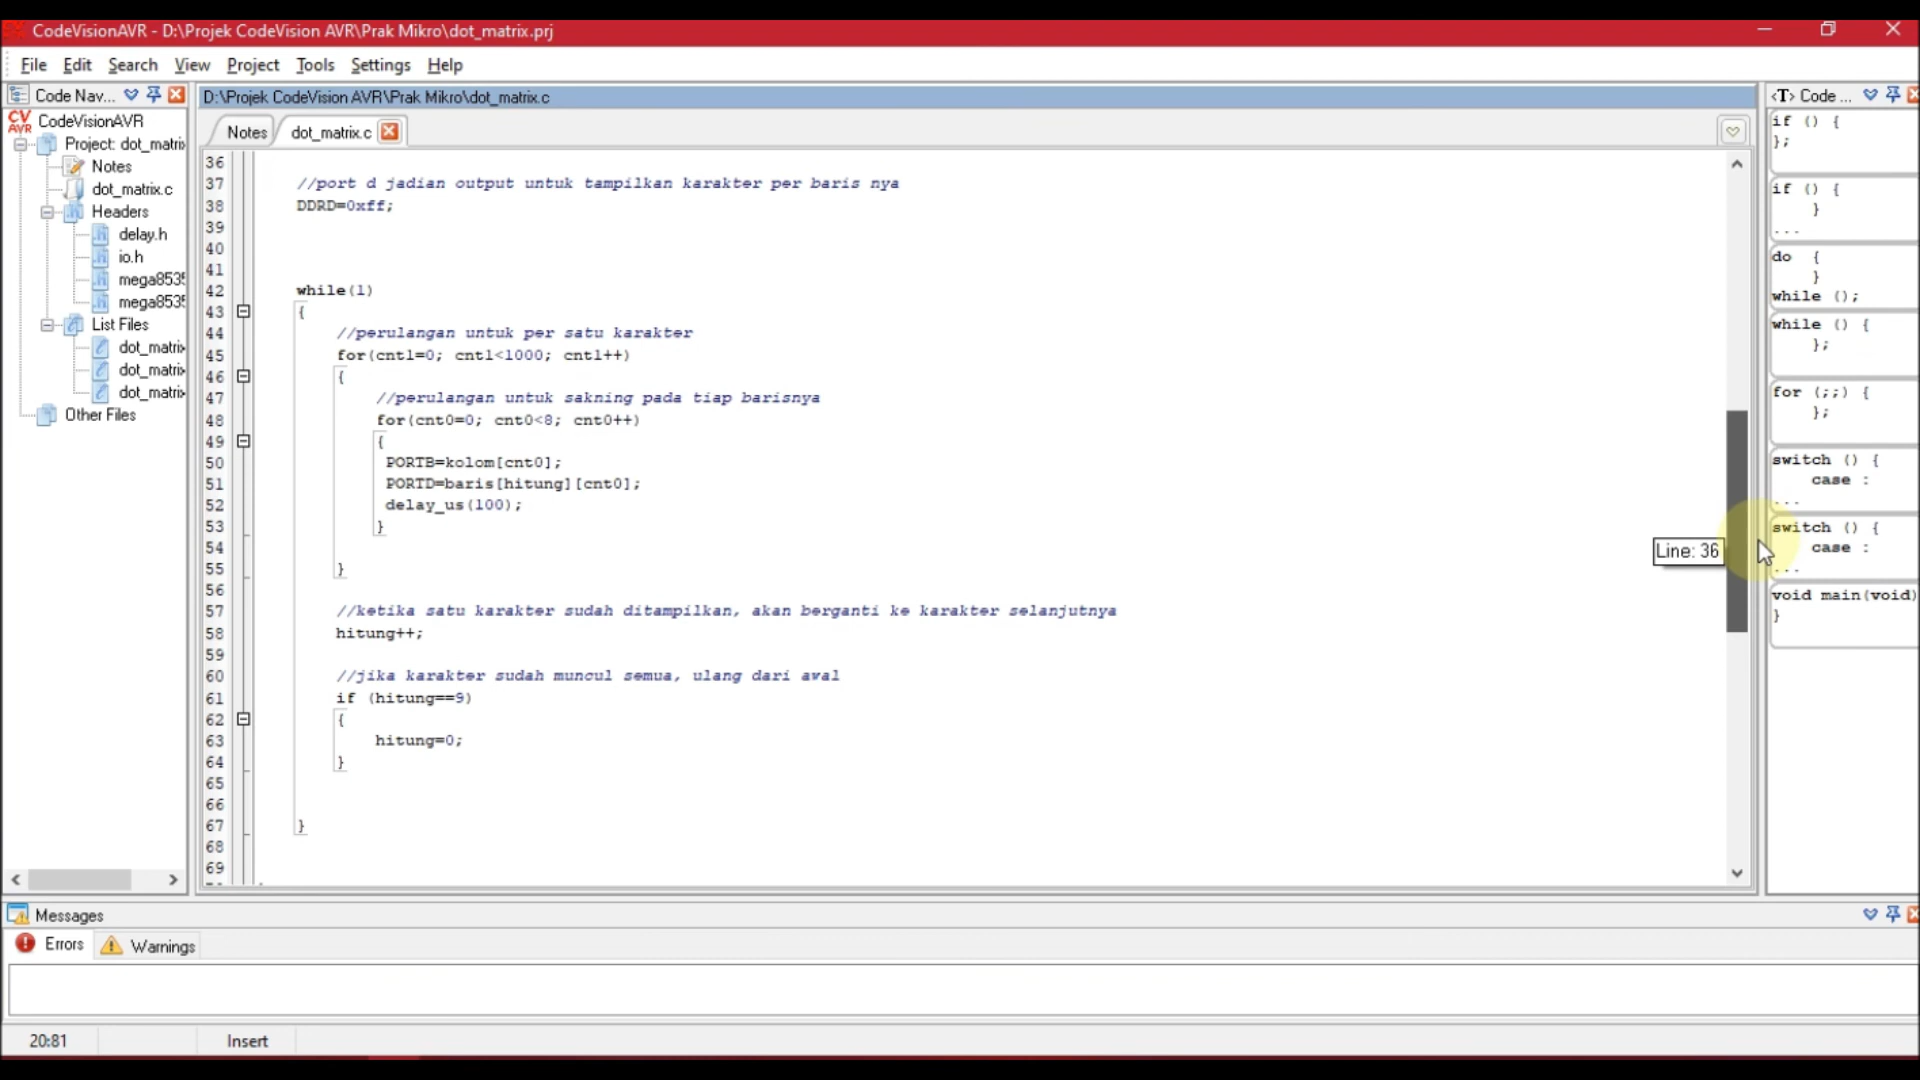 CodeVisionAVR - D:\Projek CodeVision AVR\Prak Mikro\dot_matrix.prj
File Edit Search View Project Tools Settings Help
Code Nav...
CodeVisionAVR
Project: dot_matri
Notes
dot_matrix.c
Headers
delay.h
io.h
mega8535
mega8535
List Files
dot_matrix
dot_matrix
dot_matrix
Other Files
D:\Projek CodeVision AVR\Prak Mikro\dot_matrix.c
Notes dot_matrix.c
36
37 //port d jadian output untuk tampilkan karakter per baris nya
38 DDRD=0xff;
39
40
41
42 while(1)
43 {
44 //perulangan untuk per satu karakter
45 for(cnt1=0; cnt1<1000; cnt1++)
46 {
47 //perulangan untuk sakning pada tiap barisnya
48 for(cnt0=0; cnt0<8; cnt0++)
49 {
50 PORTB=kolom[cnt0];
51 PORTD=baris[hitung][cnt0];
52 delay_us(100);
53 }
54
55 }
56
57 //ketika satu karakter sudah ditampilkan, akan berganti ke karakter selanjutnya
58 hitung++;
59
60 //jika karakter sudah muncul semua, ulang dari awal
61 if (hitung==9)
62 {
63 hitung=0;
64 }
65
66
67 }
68
69
Line: 36
<T> Code ...
if () {
};
if () {
}
...
do {
}
while ();
while () {
};
for (;;) {
};
switch () {
case :
...
switch () {
case :
...
void main(void)
}
Messages
Errors Warnings
20:81 Insert